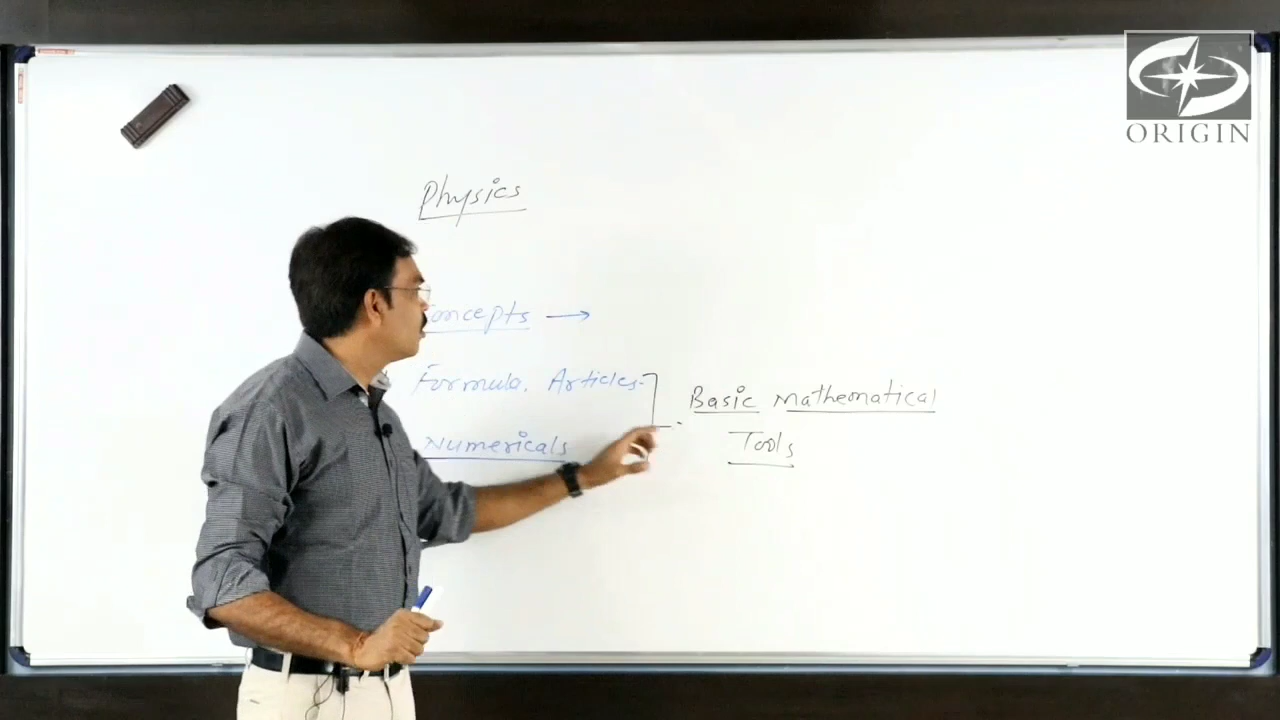 ORIGIN
Physics
oncepts →
Formula. Articles-
Basic Mathematical
Tools
Numericals